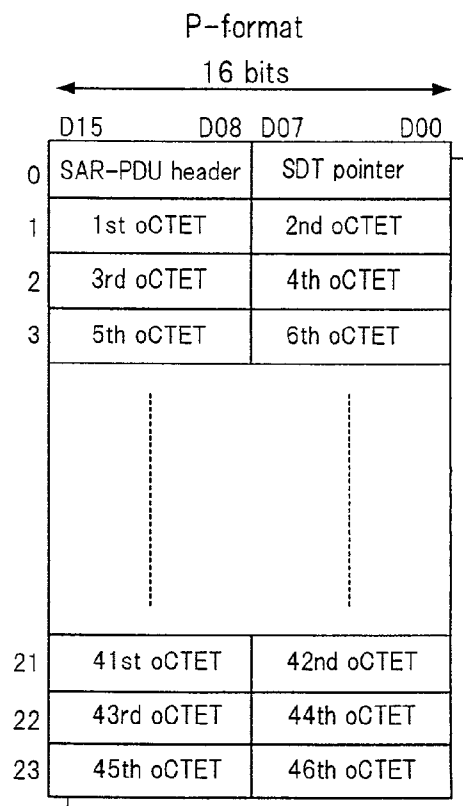 P-format
16 bits
D15 D08 D07 D00
0 SAR-PDU header SDT pointer
1 1st oCTET 2nd oCTET
2 3rd oCTET 4th oCTET
3 5th oCTET 6th oCTET
21 41st oCTET 42nd oCTET
22 43rd oCTET 44th oCTET
23 45th oCTET 46th oCTET